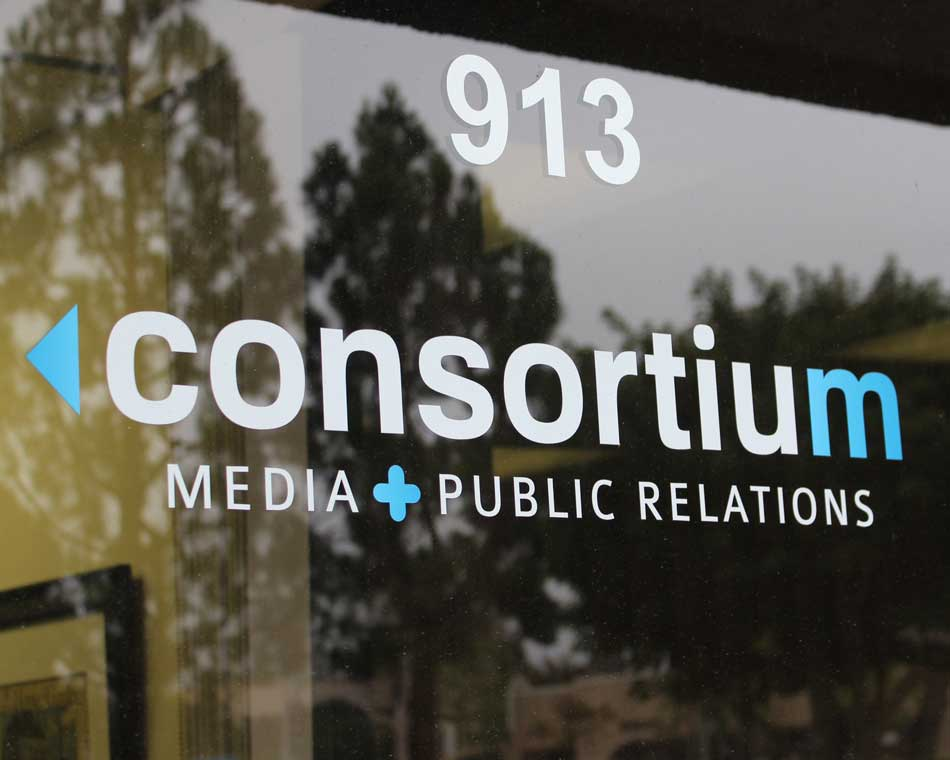 913
consortium
MEDIA + PUBLIC RELATIONS